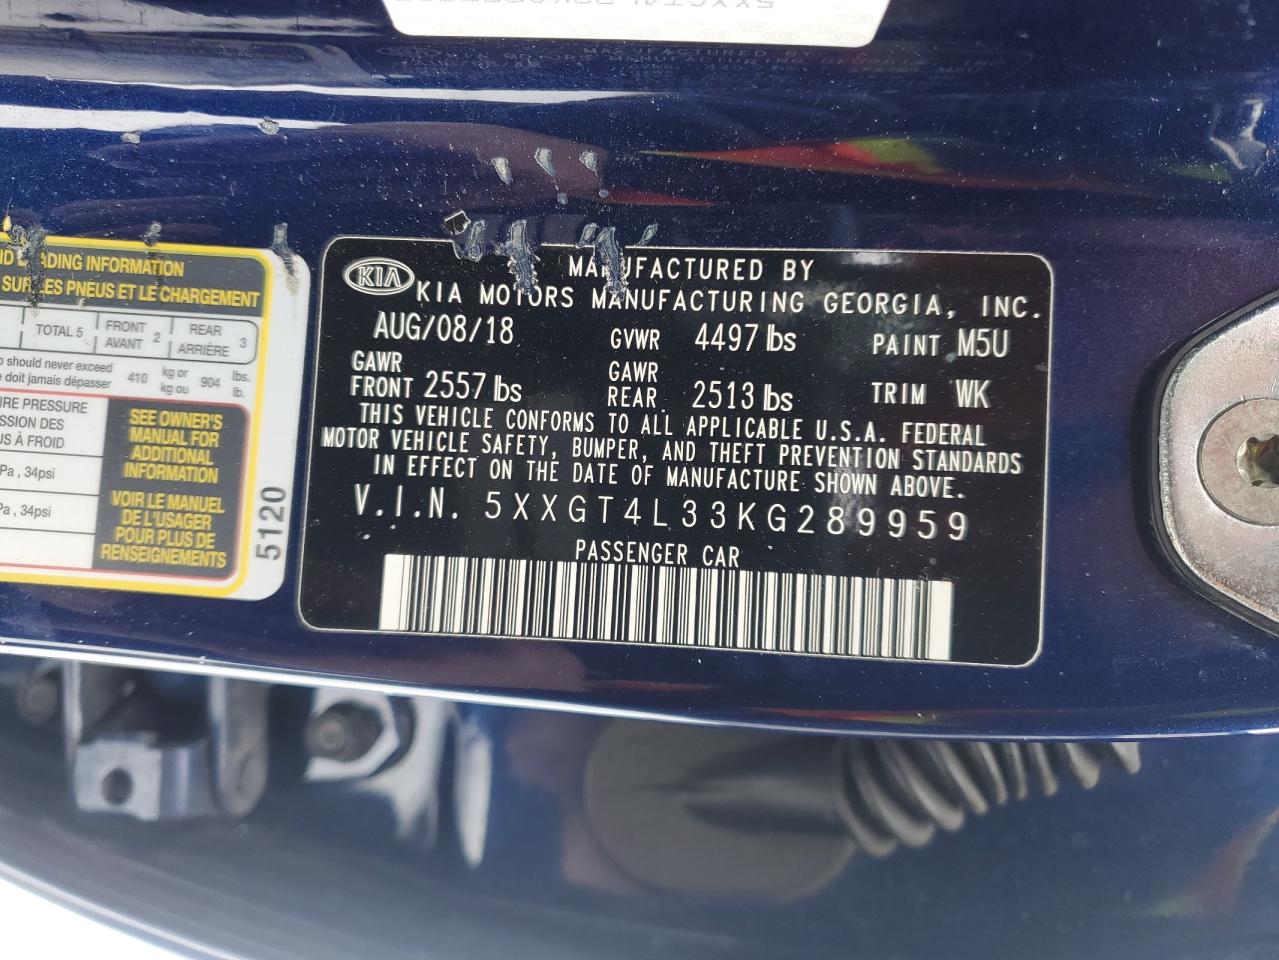 KIA
MANUFACTURED BY
KIA MOTORS MANUFACTURING GEORGIA, INC.
AUG/08/18 GVWR 4497 lbs PAINT M5U
GAWR FRONT 2557 lbs GAWR REAR 2513 lbs TRIM WK
THIS VEHICLE CONFORMS TO ALL APPLICABLE U.S.A. FEDERAL
MOTOR VEHICLE SAFETY, BUMPER, AND THEFT PREVENTION STANDARDS
IN EFFECT ON THE DATE OF MANUFACTURE SHOWN ABOVE.
V.I.N. 5XXGT4L33KG289959
PASSENGER CAR
LOADING INFORMATION
SUR LES PNEUS ET LE CHARGEMENT
TOTAL 5 FRONT AVANT 2 REAR ARRIÈRE 3
should never exceed
doit jamais dépasser 410 kg or kg ou 904 lbs. lb.
PRESSURE
DES
À FROID
, 34psi
, 34psi
SEE OWNER'S
MANUAL FOR
ADDITIONAL
INFORMATION
VOIR LE MANUEL
DE L'USAGER
POUR PLUS DE
RENSEIGNEMENTS
5120